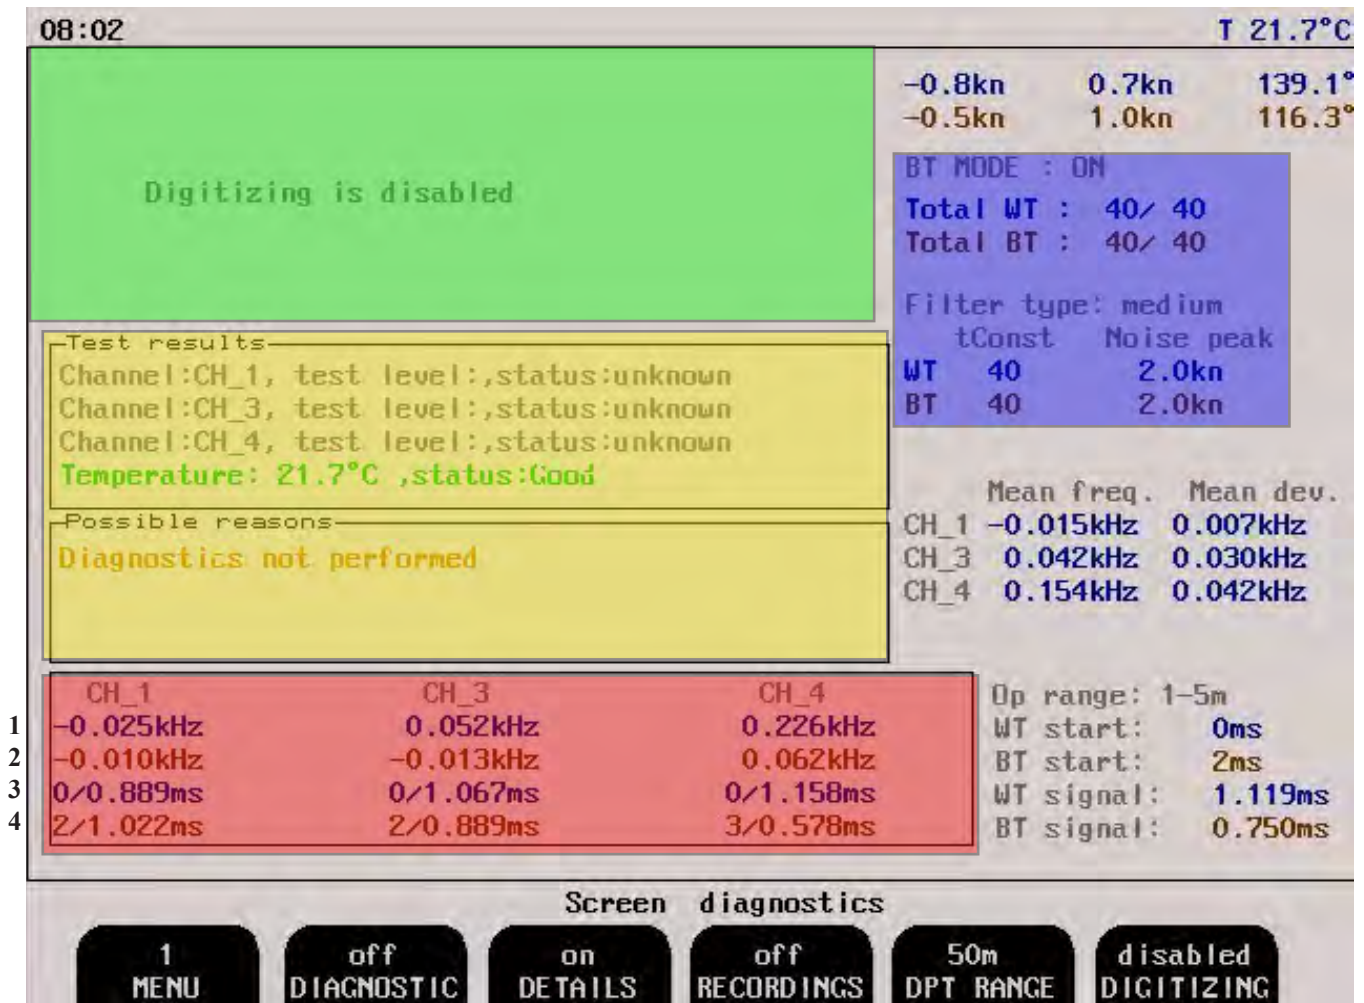 08:02 T 21.7°C
-0.8kn 0.7kn 139.1°
-0.5kn 1.0kn 116.3°
Digitizing is disabled
BT MODE : ON
Total WT : 40/ 40
Total BT : 40/ 40
Filter type: medium
tConst Noise peak
WT 40 2.0kn
BT 40 2.0kn
Test results
Channel:CH_1, test level:,status:unknown
Channel:CH_3, test level:,status:unknown
Channel:CH_4, test level:,status:unknown
Temperature: 21.7°C ,status:Good
Possible reasons
Diagnostics not performed
Mean freq. Mean dev.
CH_1 -0.015kHz 0.007kHz
CH_3 0.042kHz 0.030kHz
CH_4 0.154kHz 0.042kHz
CH_1 CH_3 CH_4
1 -0.025kHz 0.052kHz 0.226kHz
2 -0.010kHz -0.013kHz 0.062kHz
3 0/0.889ms 0/1.067ms 0/1.158ms
4 2/1.022ms 2/0.889ms 3/0.578ms
Op range: 1-5m
WT start: 0ms
BT start: 2ms
WT signal: 1.119ms
BT signal: 0.750ms
Screen diagnostics
1 off on off 50m disabled
MENU DIAGNOSTIC DETAILS RECORDINGS DPT RANGE DIGITIZING